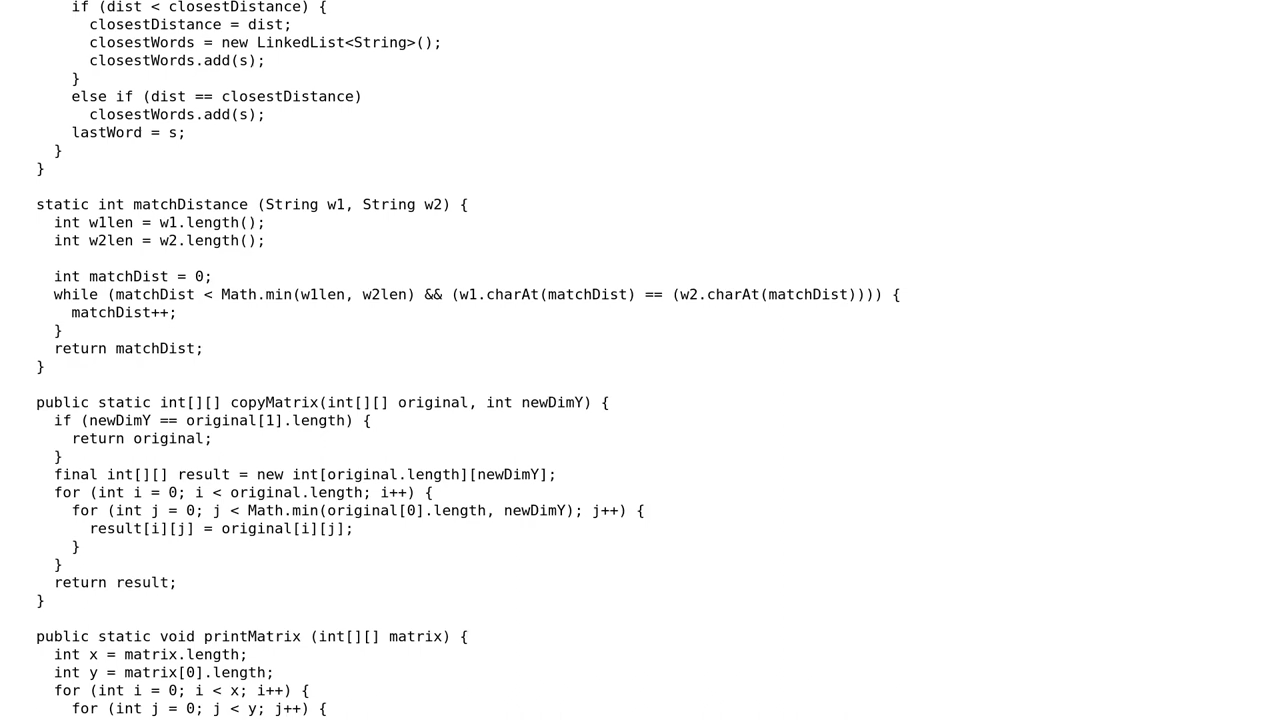 if (dist < closestDistance) {
      closestDistance = dist;
      closestWords = new LinkedList<String>();
      closestWords.add(s);
    }
    else if (dist == closestDistance)
      closestWords.add(s);
    lastWord = s;
  }
}

static int matchDistance (String w1, String w2) {
  int w1len = w1.length();
  int w2len = w2.length();

  int matchDist = 0;
  while (matchDist < Math.min(w1len, w2len) && (w1.charAt(matchDist) == (w2.charAt(matchDist)))) {
    matchDist++;
  }
  return matchDist;
}

public static int[][] copyMatrix(int[][] original, int newDimY) {
  if (newDimY == original[1].length) {
    return original;
  }
  final int[][] result = new int[original.length][newDimY];
  for (int i = 0; i < original.length; i++) {
    for (int j = 0; j < Math.min(original[0].length, newDimY); j++) {
      result[i][j] = original[i][j];
    }
  }
  return result;
}

public static void printMatrix (int[][] matrix) {
  int x = matrix.length;
  int y = matrix[0].length;
  for (int i = 0; i < x; i++) {
    for (int j = 0; j < y; j++) {